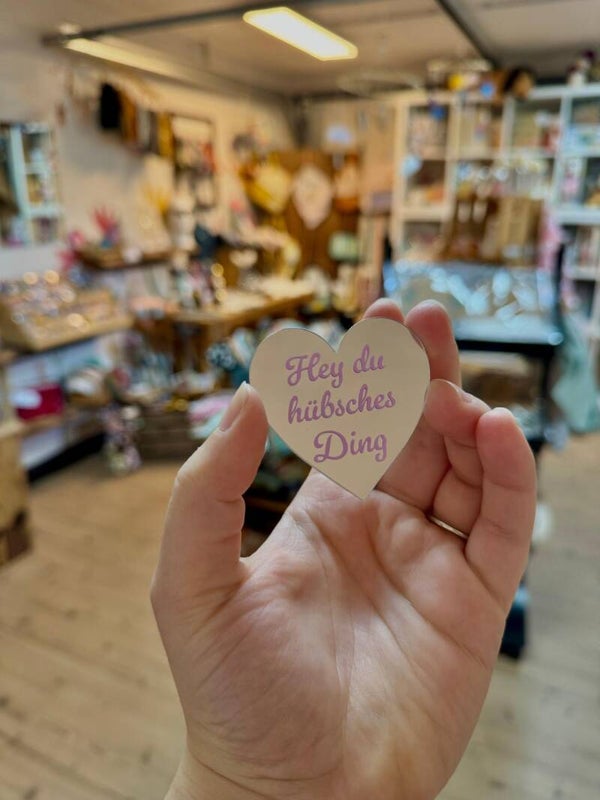 Hey du
hübsches
Ding